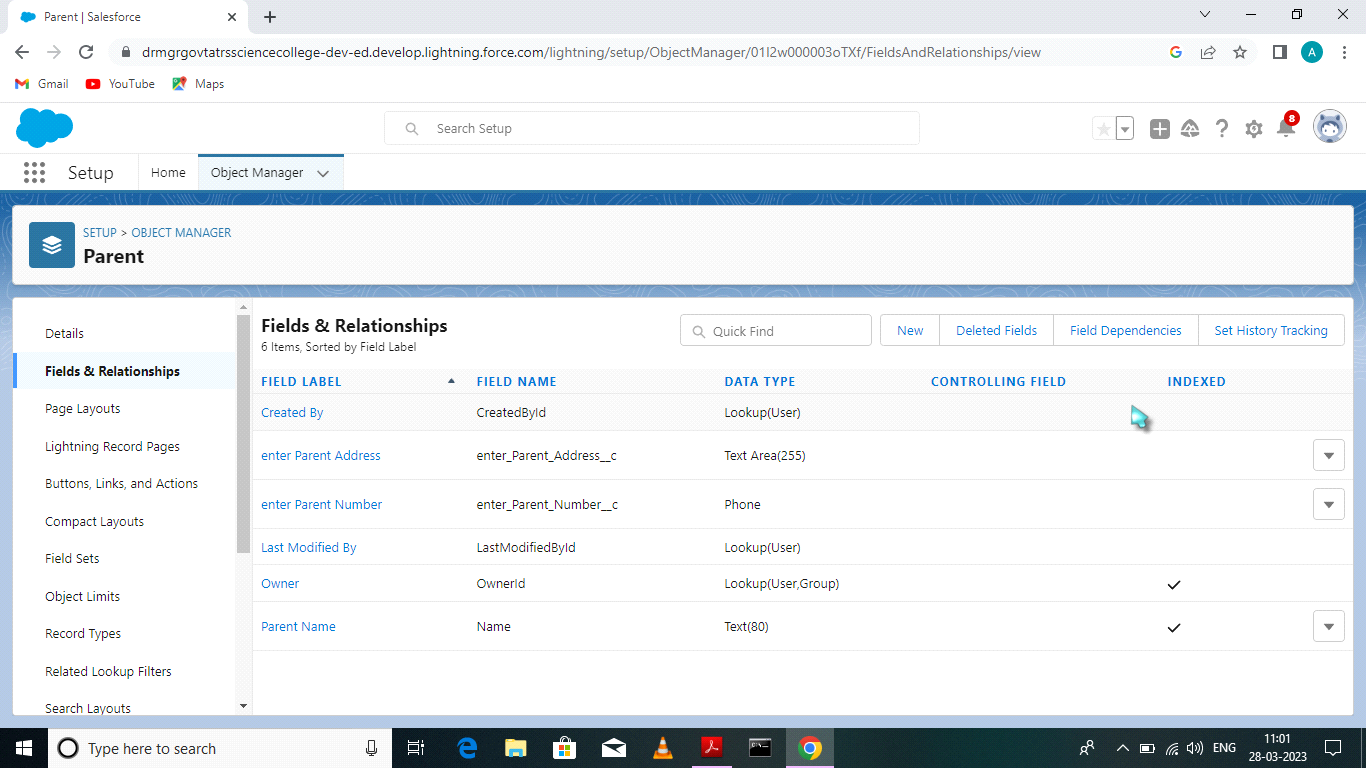 Parent | Salesforce
drmgrgovtatrssciencecollege-dev-ed.develop.lightning.force.com/lightning/setup/ObjectManager/01I2w000003oTXf/FieldsAndRelationships/view
A
Gmail YouTube Maps
Search Setup
8
Setup Home Object Manager
SETUP > OBJECT MANAGER
Parent
Details
Fields & Relationships
Page Layouts
Lightning Record Pages
Buttons, Links, and Actions
Compact Layouts
Field Sets
Object Limits
Record Types
Related Lookup Filters
Search Layouts
Fields & Relationships
6 Items, Sorted by Field Label
Quick Find
New Deleted Fields Field Dependencies Set History Tracking
FIELD LABEL FIELD NAME DATA TYPE CONTROLLING FIELD INDEXED
Created By CreatedById Lookup(User)
enter Parent Address enter_Parent_Address__c Text Area(255)
enter Parent Number enter_Parent_Number__c Phone
Last Modified By LastModifiedById Lookup(User)
Owner OwnerId Lookup(User,Group)
Parent Name Name Text(80)
Type here to search
ENG
11:01
28-03-2023